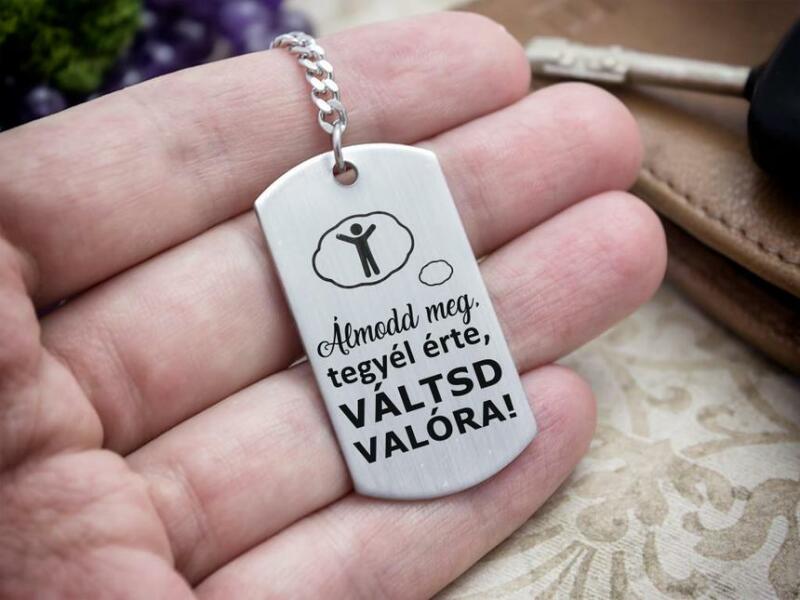 Álmodd meg,
tegyél érte,
VÁLTSD
VALÓRA!